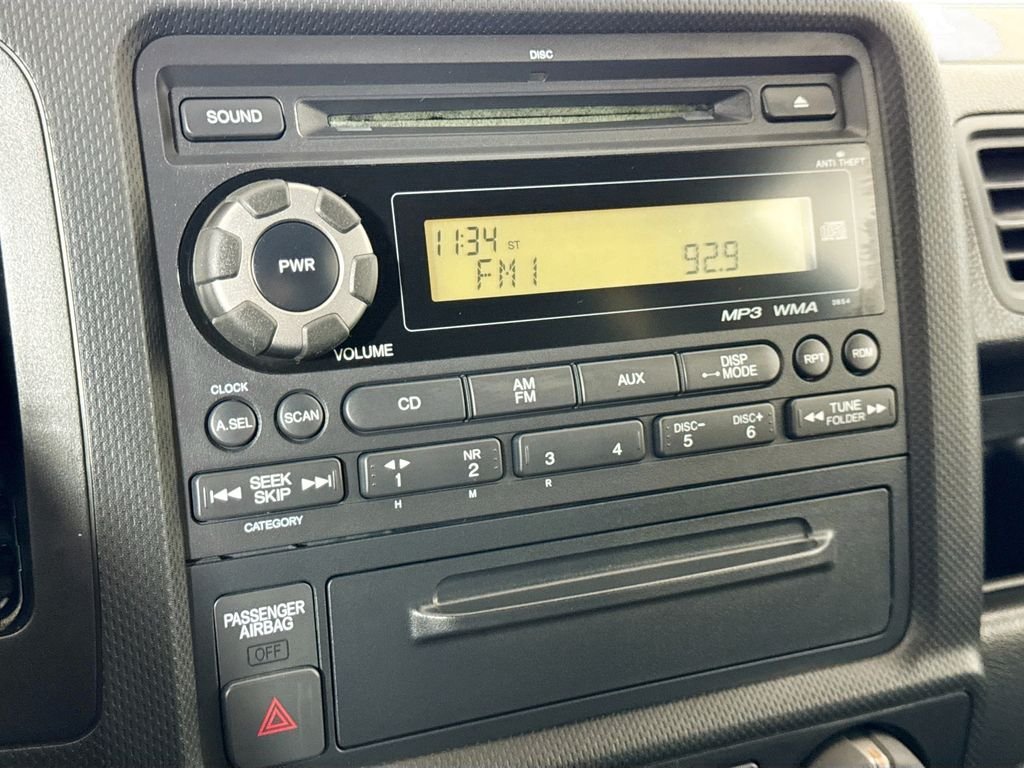 DISC
SOUND
ANTI THEFT
PWR
11:34 ST
FM1 92.9
MP3 WMA 3BS4
VOLUME
CLOCK
A.SEL
SCAN
CD
AM
FM
AUX
DISP
MODE
RPT
RDM
SEEK
SKIP
CATEGORY
1
H
NR
2
M
3
R
4
DISC-
5
DISC+
6
TUNE
FOLDER
PASSENGER
AIRBAG
OFF